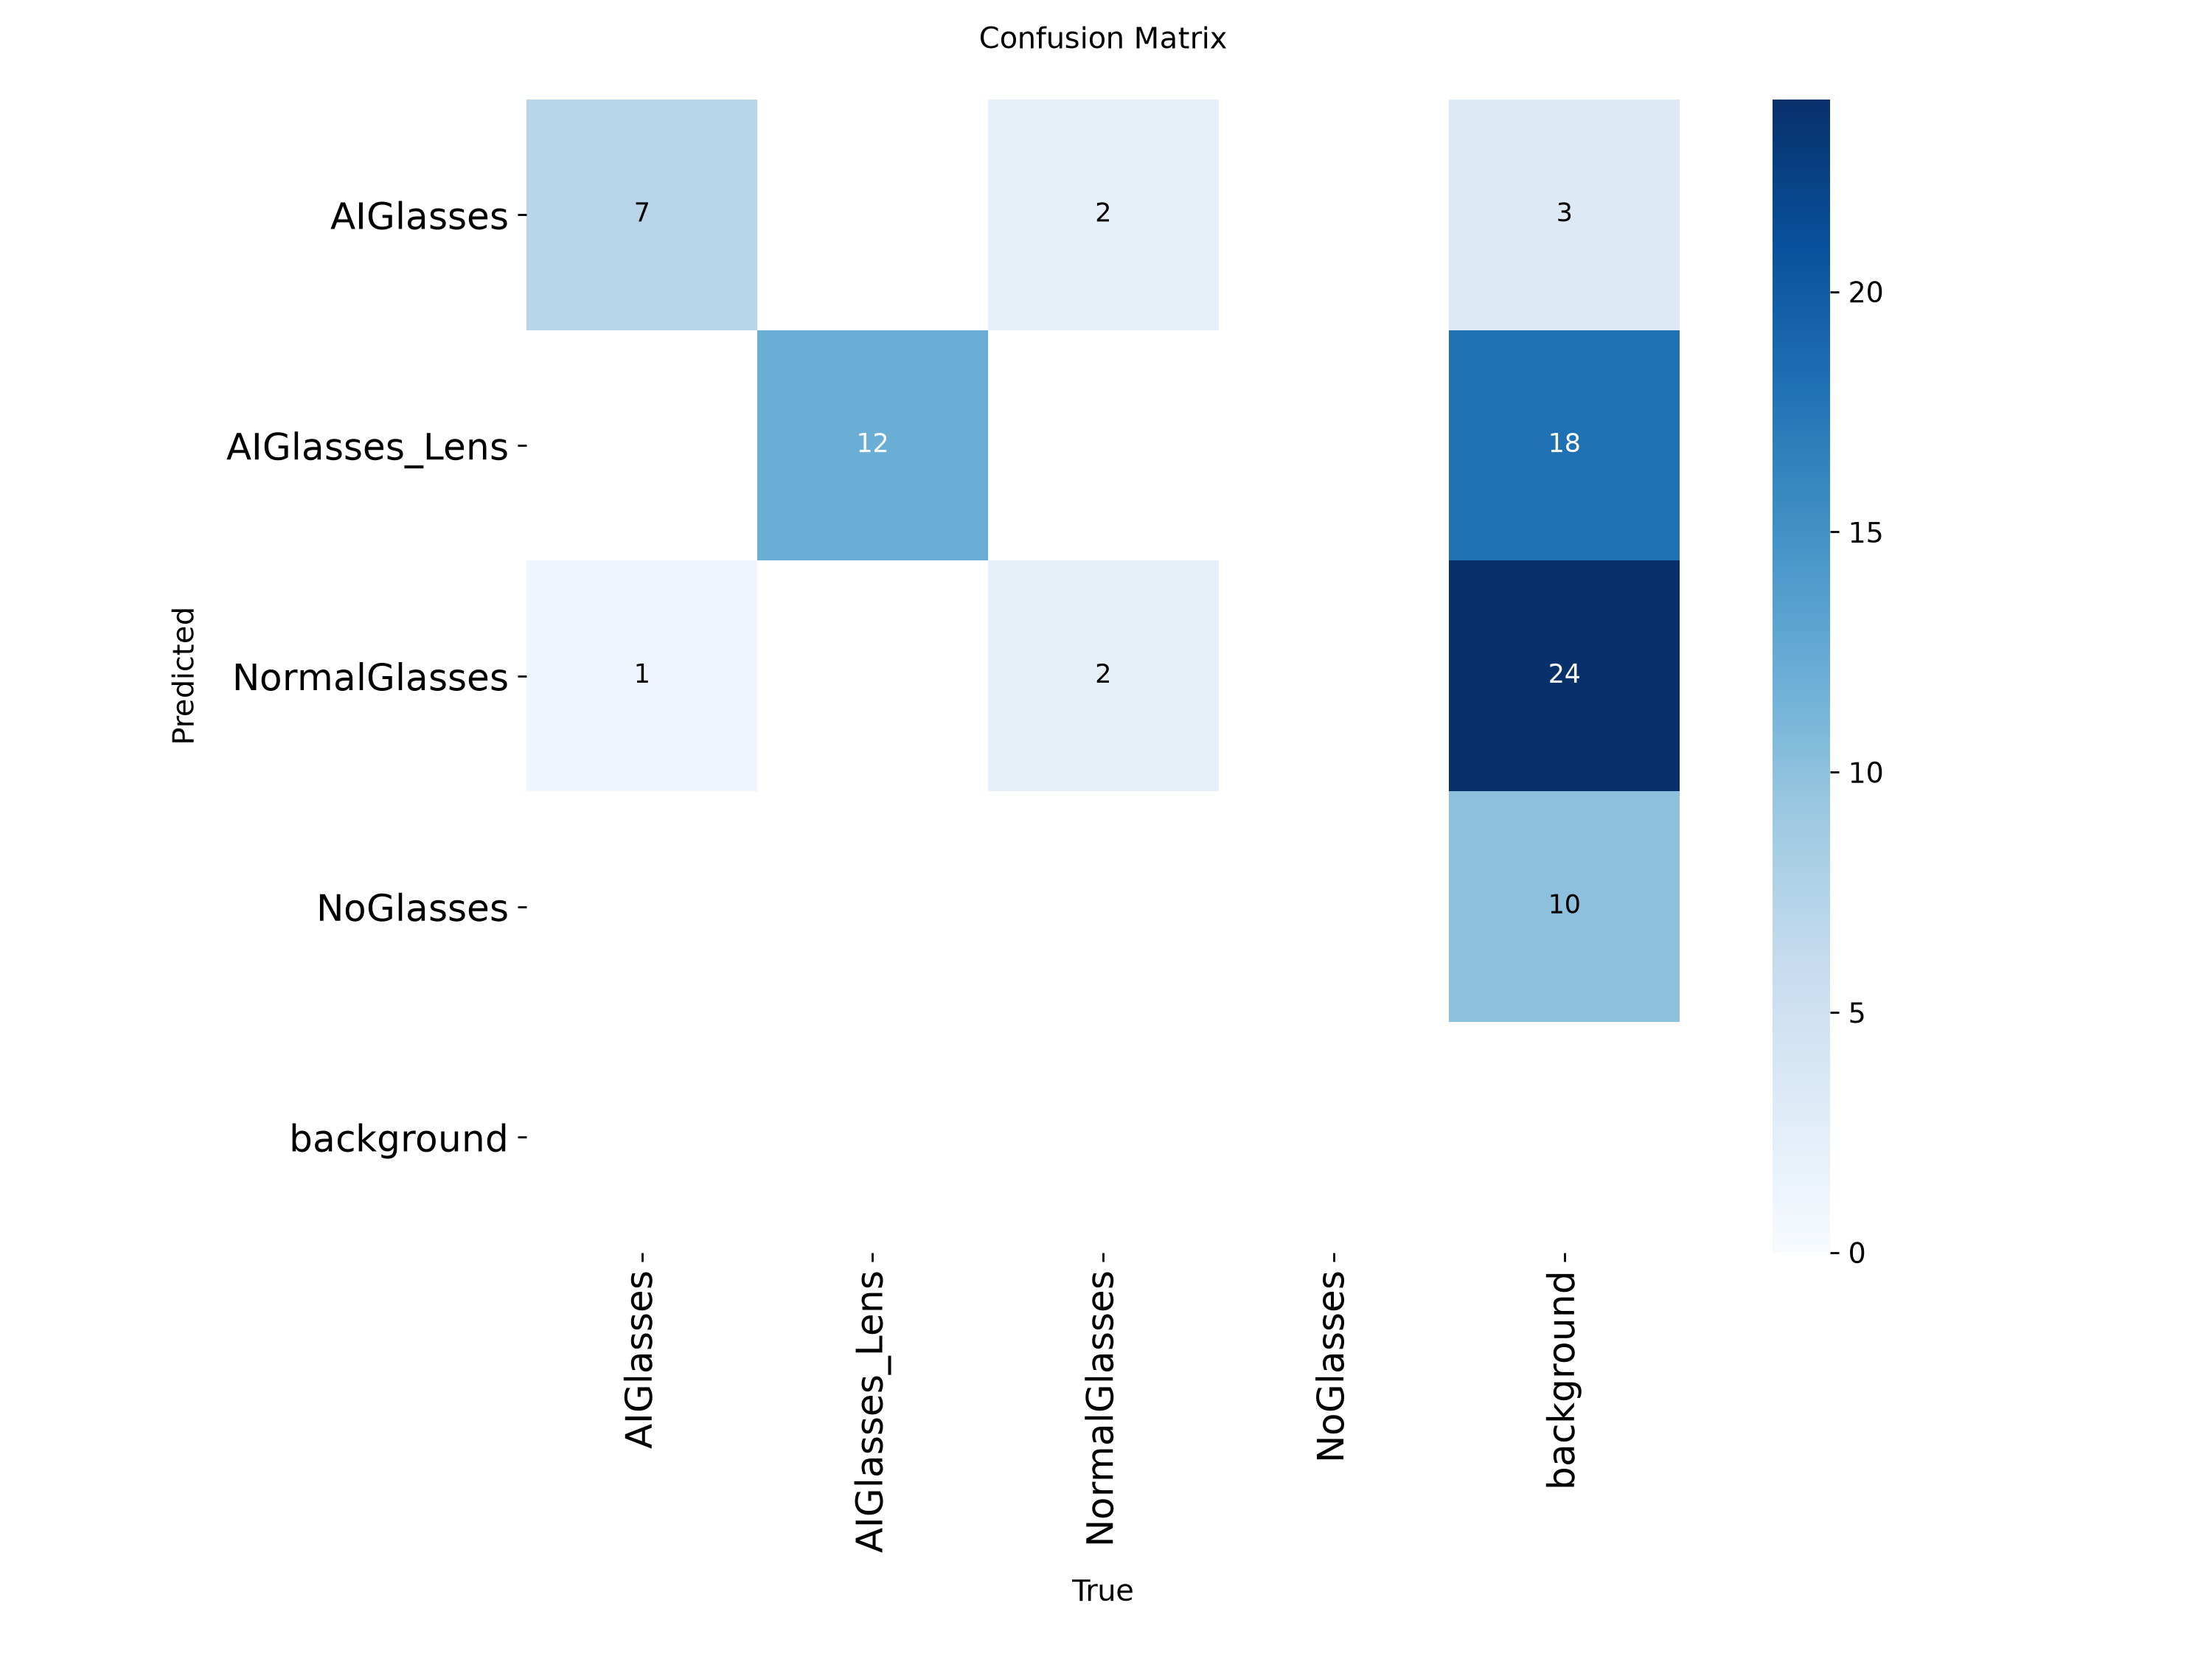 Confusion Matrix
AIGlasses
7
2
3
AIGlasses_Lens
12
18
NormalGlasses
1
2
24
NoGlasses
10
background
Predicted
AIGlasses
AIGlasses_Lens
NormalGlasses
NoGlasses
background
True
20
15
10
5
0